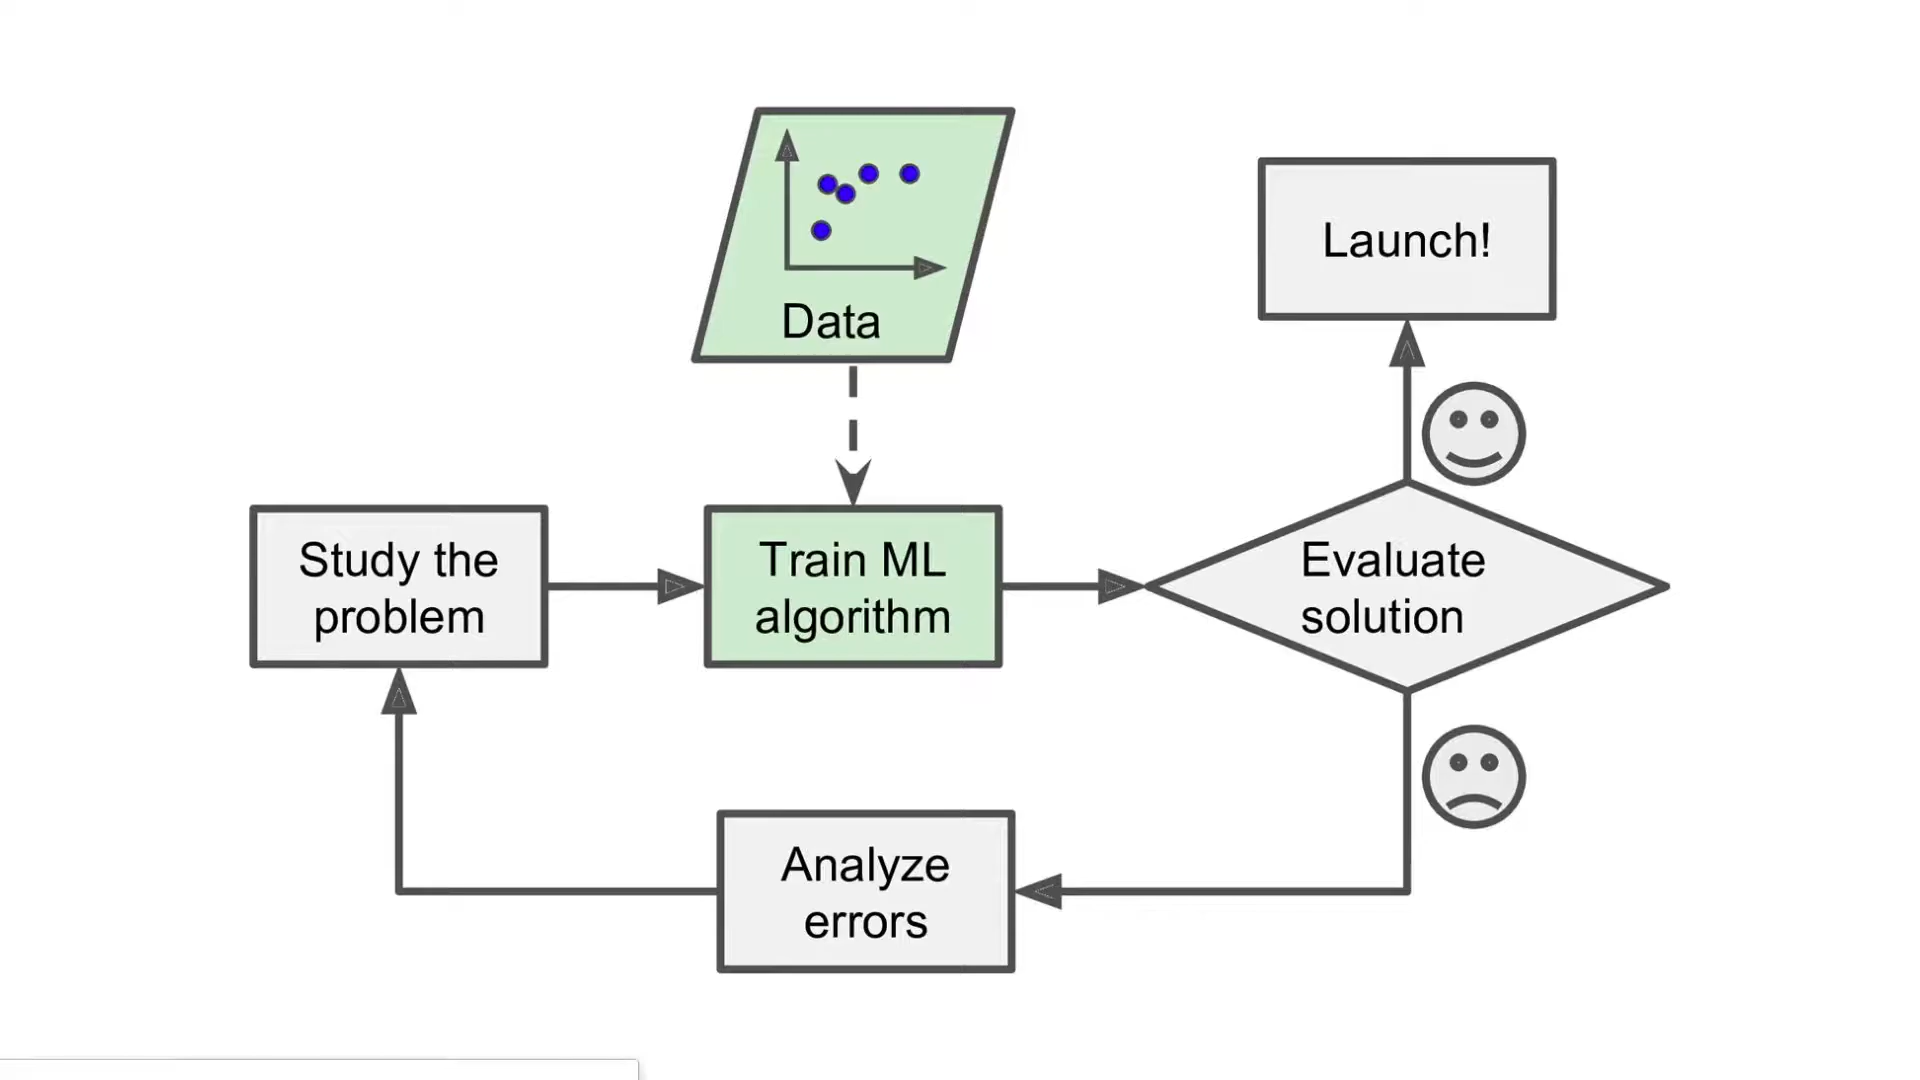 Data
Launch!
Study the
problem
Train ML
algorithm
Evaluate
solution
Analyze
errors